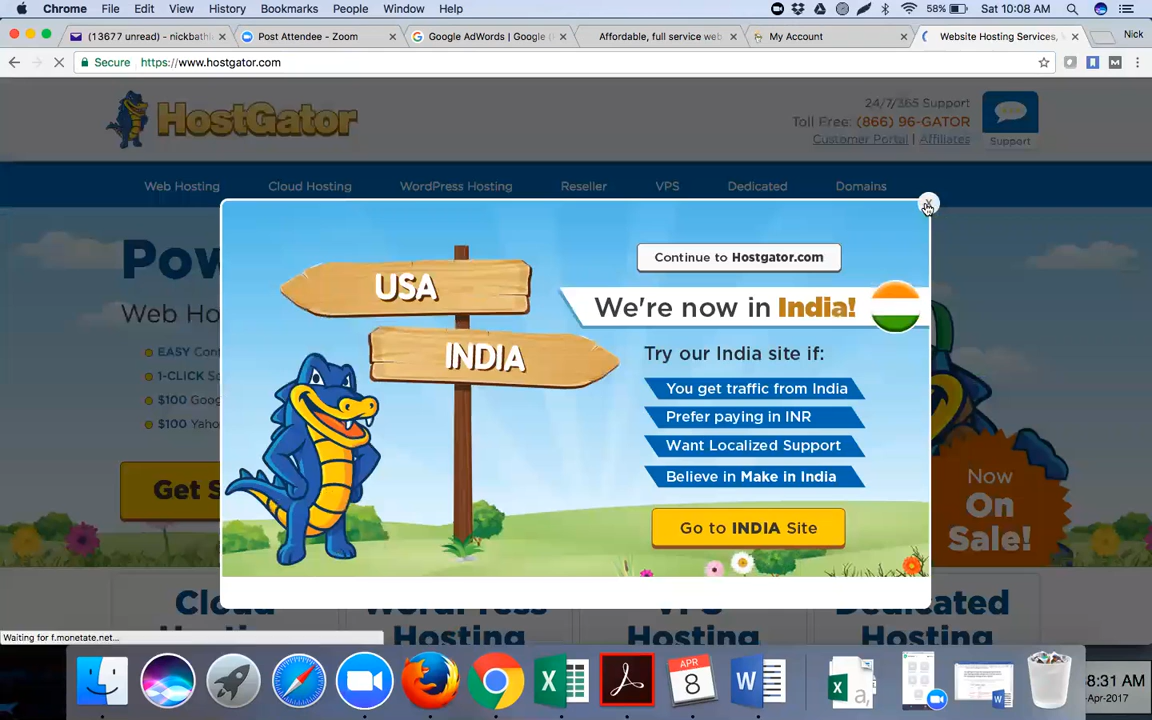 Chrome File Edit View History Bookmarks People Window Help 58% Sat 10:08 AM
(13677 unread) - nickbathl Post Attendee - Zoom Google AdWords | Google ( Affordable, full service web My Account Website Hosting Services, Nick
Secure https://www.hostgator.com
HostGator
24/7/365 Support
Toll Free: (866) 96-GATOR
Customer Portal | Affiliates
Support
Web Hosting Cloud Hosting WordPress Hosting Reseller VPS Dedicated Domains
Pow
Web Ho
EASY Con
1-CLICK
$100 Goog
$100 Yaho
Get S
x
USA
INDIA
Continue to Hostgator.com
We're now in India!
Try our India site if:
You get traffic from India
Prefer paying in INR
Want Localized Support
Believe in Make in India
Go to INDIA Site
Now
On
Sale!
Cloud WordPress VPS Dedicated
Hosting Hosting Hosting Hosting
Waiting for f.monetate.net...
APR
8
X
W
X
a,
W
8:31 AM
-Apr-2017